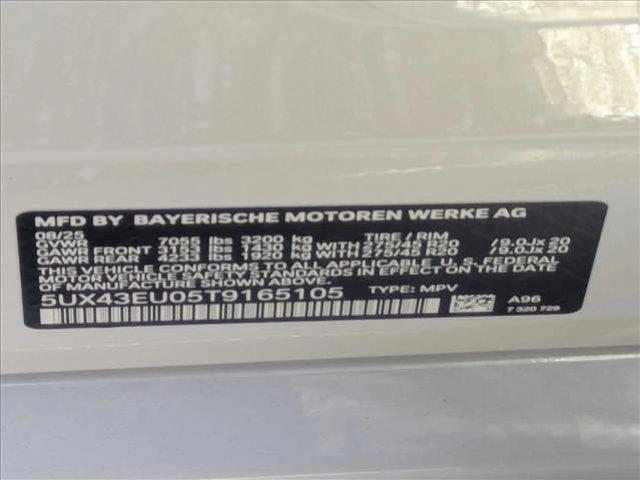 MFD BY BAYERISCHE MOTOREN WERKE AG
08/25 TIRE / RIM
GVWR 7055 lbs 3200 kg
GAWR FRONT 3153 lbs 1430 kg WITH 275/45 R20 /9.0Jx 20
GAWR REAR 4233 lbs 1920 kg WITH 275/45 R20 /9.0Jx 20
THIS VEHICLE CONFORMS TO ALL APPLICABLE U.S. FEDERAL
MOTOR VEHICLE SAFETY STANDARDS IN EFFECT ON THE DATE
OF MANUFACTURE SHOWN ABOVE.
5UX43EU05T9165105 TYPE: MPV
A96
7 320 729